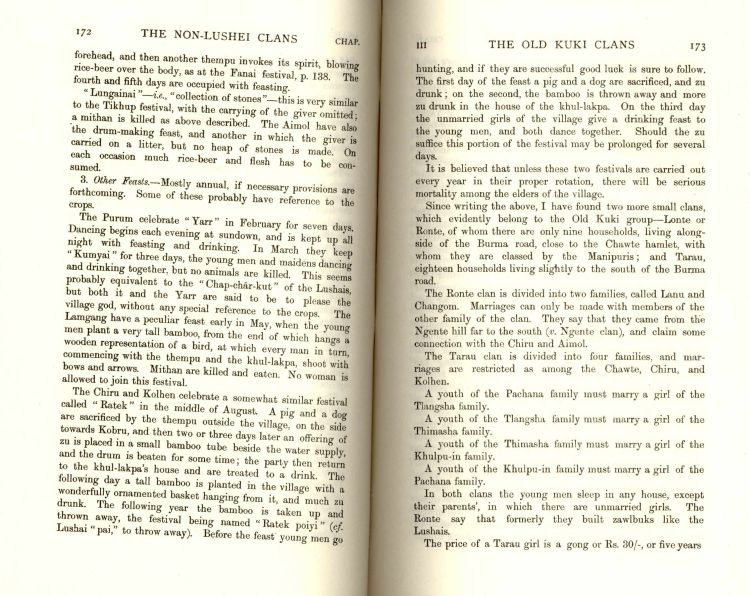 172 THE NON-LUSHEI CLANS CHAP.
forehead, and then another thempu invokes its spirit, blowing
rice-beer over the body, as at the Fanai festival, p. 138. The
fourth and fifth days are occupied with feasting.
"Lungainai"—i.e., "collection of stones"—this is very similar
to the Tikhup festival, with the carrying of the giver omitted;
a mithan is killed as above described. The Aimol have also
the drum-making feast, and another in which the giver is
carried on a litter, but no heap of stones is made. On
each occasion much rice-beer and flesh has to be con-
sumed.
3. Other Feasts.—Mostly annual, if necessary provisions are
forthcoming. Some of these probably have reference to the
crops.
The Purum celebrate "Yarr" in February for seven days.
Dancing begins each evening at sundown, and is kept up all
night with feasting and drinking. In March they keep
"Kumyai" for three days, the young men and maidens dancing
and drinking together, but no animals are killed. This seems
probably equivalent to the "Chap-châr-kut" of the Lushais,
but both it and the Yarr are said to be to please the
village god, without any special reference to the crops. The
Lamgang have a peculiar feast early in May, when the young
men plant a very tall bamboo, from the end of which hangs a
wooden representation of a bird, at which every man in turn,
commencing with the thempu and the khul-lakpa, shoot with
bows and arrows. Mithan are killed and eaten. No woman is
allowed to join this festival.
The Chiru and Kolhen celebrate a somewhat similar festival
called "Ratek" in the middle of August. A pig and a dog
are sacrificed by the thempu outside the village, on the side
towards Kobru, and then two or three days later an offering of
zu is placed in a small bamboo tube beside the water supply,
and the drum is beaten for some time; the party then return
to the khul-lakpa's house and are treated to a drink. The
following day a tall bamboo is planted in the village with a
wonderfully ornamented basket hanging from it, and much zu
drunk. The following year the bamboo is taken up and
thrown away, the festival being named "Ratek poiyi" (cf.
Lushai "pai," to throw away). Before the feast young men go
III THE OLD KUKI CLANS 173
hunting, and if they are successful good luck is sure to follow.
The first day of the feast a pig and a dog are sacrificed, and zu
drunk; on the second, the bamboo is thrown away and more
zu drunk in the house of the khul-lakpa. On the third day
the unmarried girls of the village give a drinking feast to
the young men, and both dance together. Should the zu
suffice this portion of the festival may be prolonged for several
days.
It is believed that unless these two festivals are carried out
every year in their proper rotation, there will be serious
mortality among the elders of the village.
Since writing the above, I have found two more small clans,
which evidently belong to the Old Kuki group—Lonte or
Ronte, of whom there are only nine households, living along-
side of the Burma road, close to the Chawte hamlet, with
whom they are classed by the Manipuris; and Tarau,
eighteen households living slightly to the south of the Burma
road.
The Ronte clan is divided into two families, called Lanu and
Changom. Marriages can only be made with members of the
other family of the clan. They say that they came from the
Ngente hill far to the south (v. Ngente clan), and claim some
connection with the Chiru and Aimol.
The Tarau clan is divided into four families, and mar-
riages are restricted as among the Chawte, Chiru, and
Kolhen.
A youth of the Pachana family must marry a girl of the
Tlangsha family.
A youth of the Tlangsha family must marry a girl of the
Thimasha family.
A youth of the Thimasha family must marry a girl of the
Khulpu-in family.
A youth of the Khulpu-in family must marry a girl of the
Pachana family.
In both clans the young men sleep in any house, except
their parents', in which there are unmarried girls. The
Ronte say that formerly they built zawlbuks like the
Lushais.
The price of a Tarau girl is a gong or Rs. 30/-, or five years